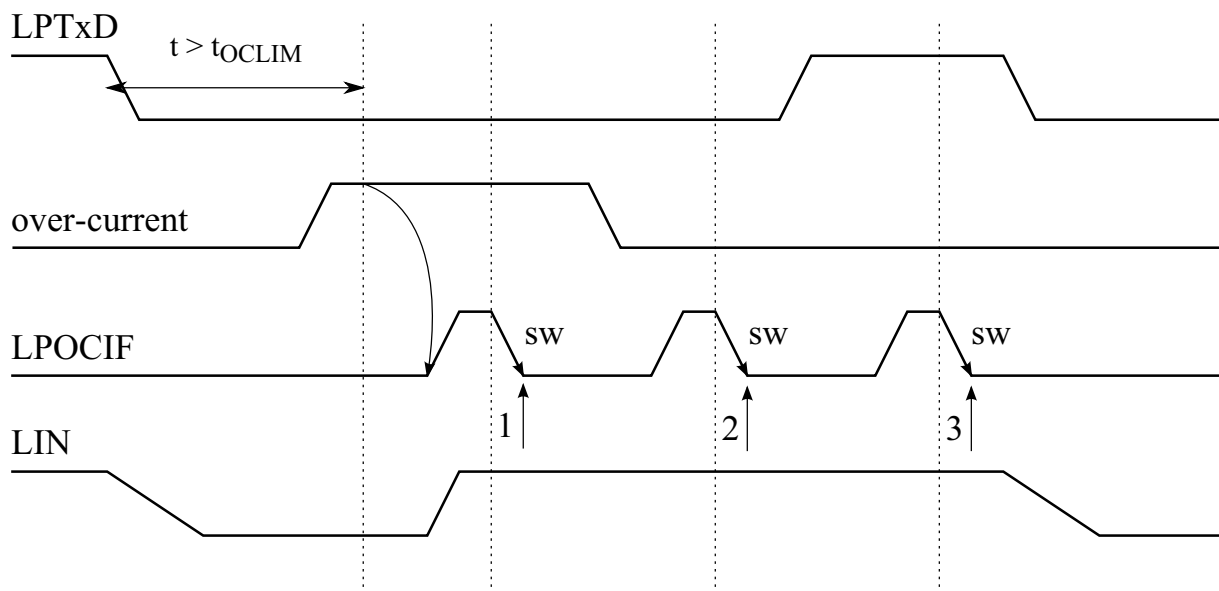 LPTxD
t > tOCLIM
over-current
LPOCIF
sw
sw
sw
1
2
3
LIN